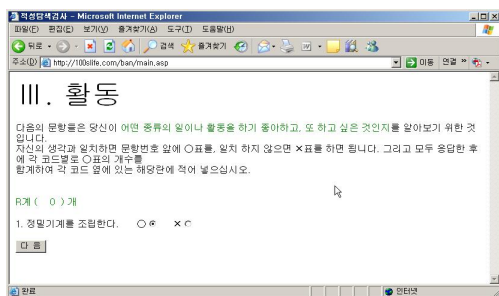 적성탐색검사 - Microsoft Internet Explorer
파일(F) 편집(E) 보기(V) 즐겨찾기(A) 도구(T) 도움말(H)
뒤로 검색 즐겨찾기
주소(D) http://100slife.com/ban/main.asp 이동 연결 »
Ⅲ. 활동
다음의 문항들은 당신이 어떤 종류의 일이나 활동을 하기 좋아하고, 또 하고 싶은 것인지를 알아보기 위한 것
입니다.
자신의 생각과 일치하면 문항번호 앞에 ○표를, 일치 하지 않으면 ×표를 하면 됩니다. 그리고 모두 응답한 후
에 각 코드별로 ○표의 개수를
합계하여 각 코드 옆에 있는 해당란에 적어 넣으십시오.
R계 ( 0 ) 개
1. 정밀기계를 조립한다. ○ ×
다 음
완료 인터넷